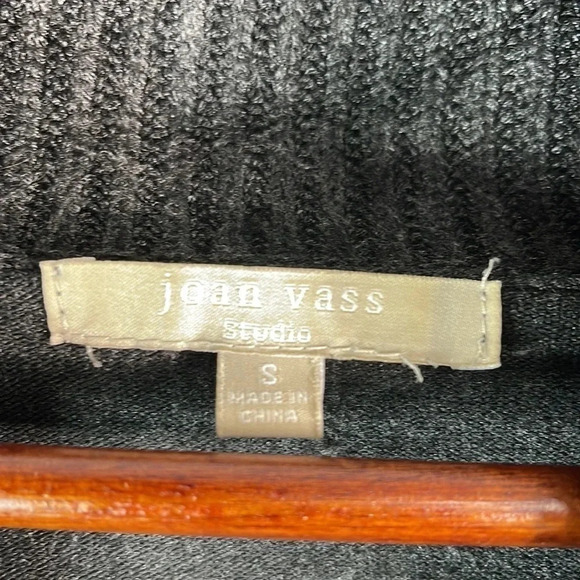 joan vass
Studio
S
MADE IN
CHINA